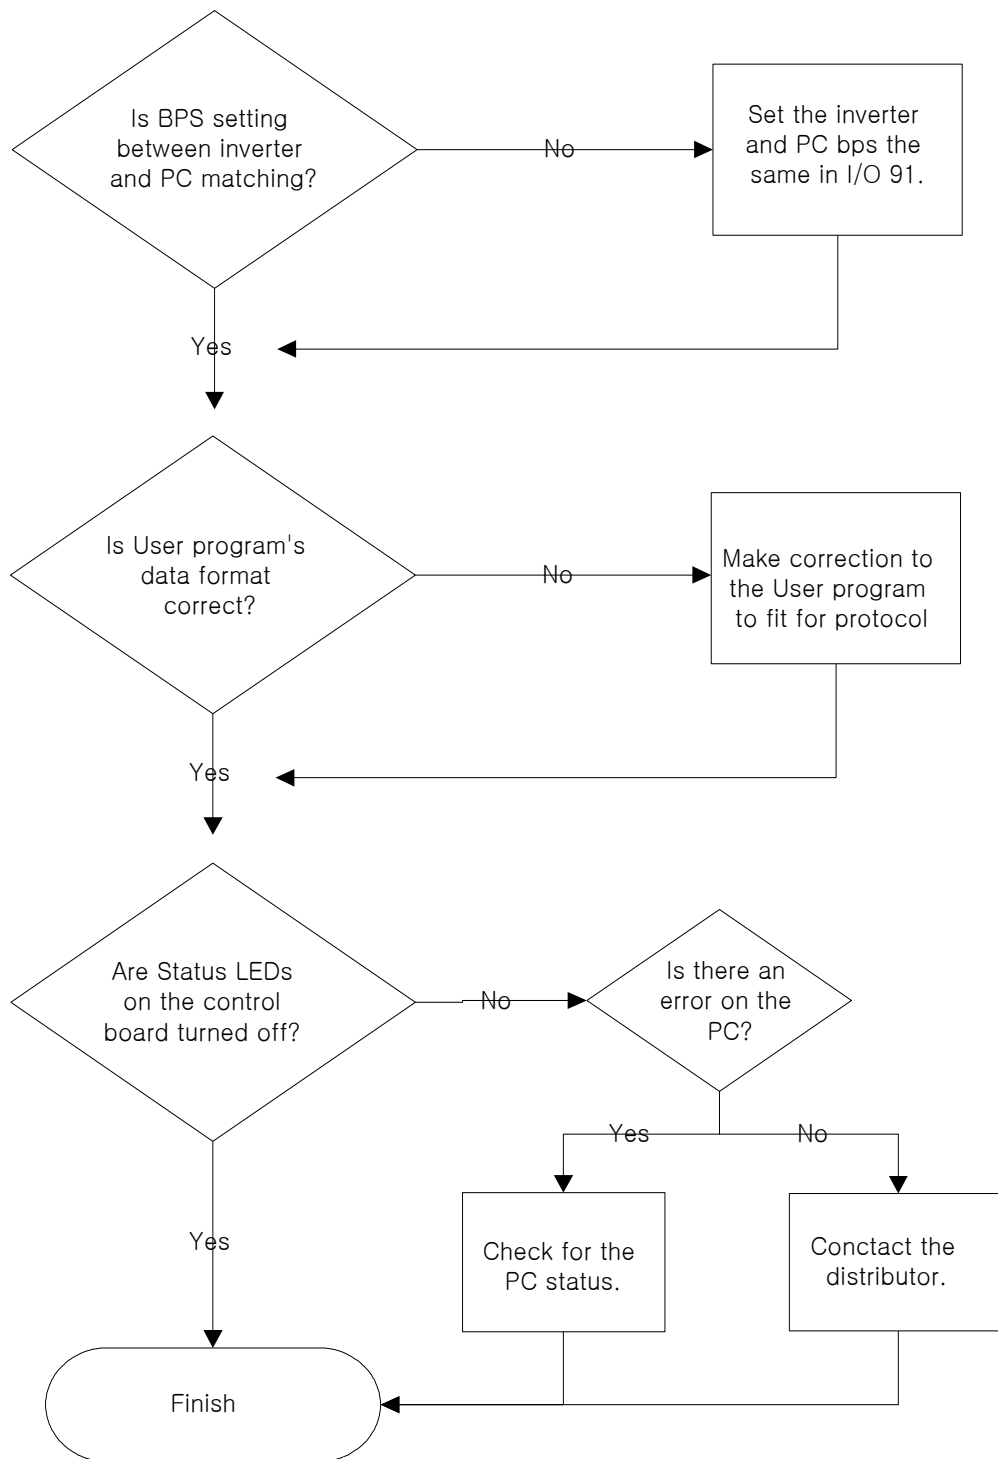 Is BPS setting
between inverter
and PC matching?
No
Set the inverter
and PC bps the
same in I/O 91.
Yes
Is User program's
data format
correct?
No
Make correction to
the User program
to fit for protocol
Yes
Are Status LEDs
on the control
board turned off?
No
Is there an
error on the
PC?
Yes
No
Yes
Check for the
PC status.
Conctact the
distributor.
Finish